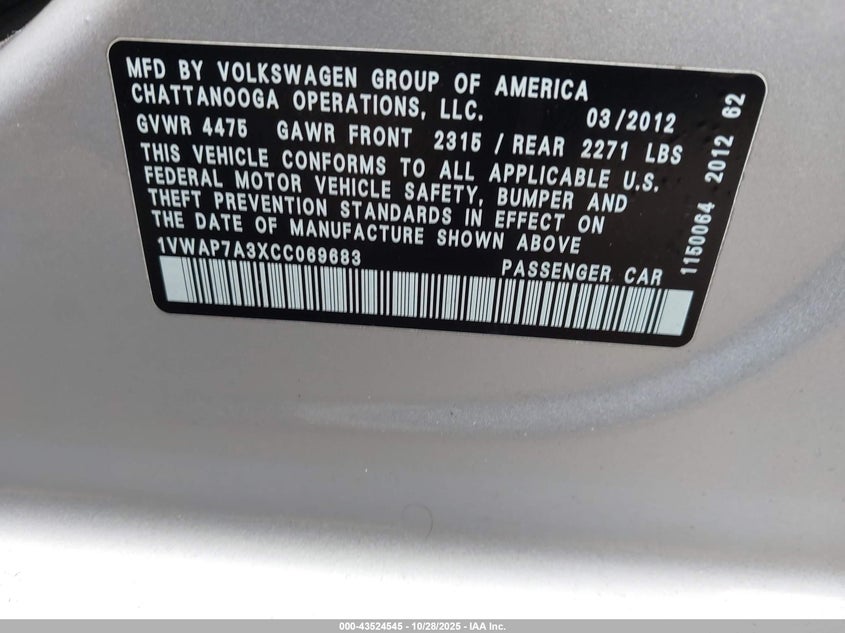 MFD BY VOLKSWAGEN GROUP OF AMERICA
CHATTANOOGA OPERATIONS, LLC.
03/2012
GVWR 4475 GAWR FRONT 2315 / REAR 2271 LBS
THIS VEHICLE CONFORMS TO ALL APPLICABLE U.S.
FEDERAL MOTOR VEHICLE SAFETY, BUMPER AND
THEFT PREVENTION STANDARDS IN EFFECT ON
THE DATE OF MANUFACTURE SHOWN ABOVE
1VWAP7A3XCC069683
PASSENGER CAR
1150064 2012 62
000-43524545 - 10/28/2025 - IAA Inc.